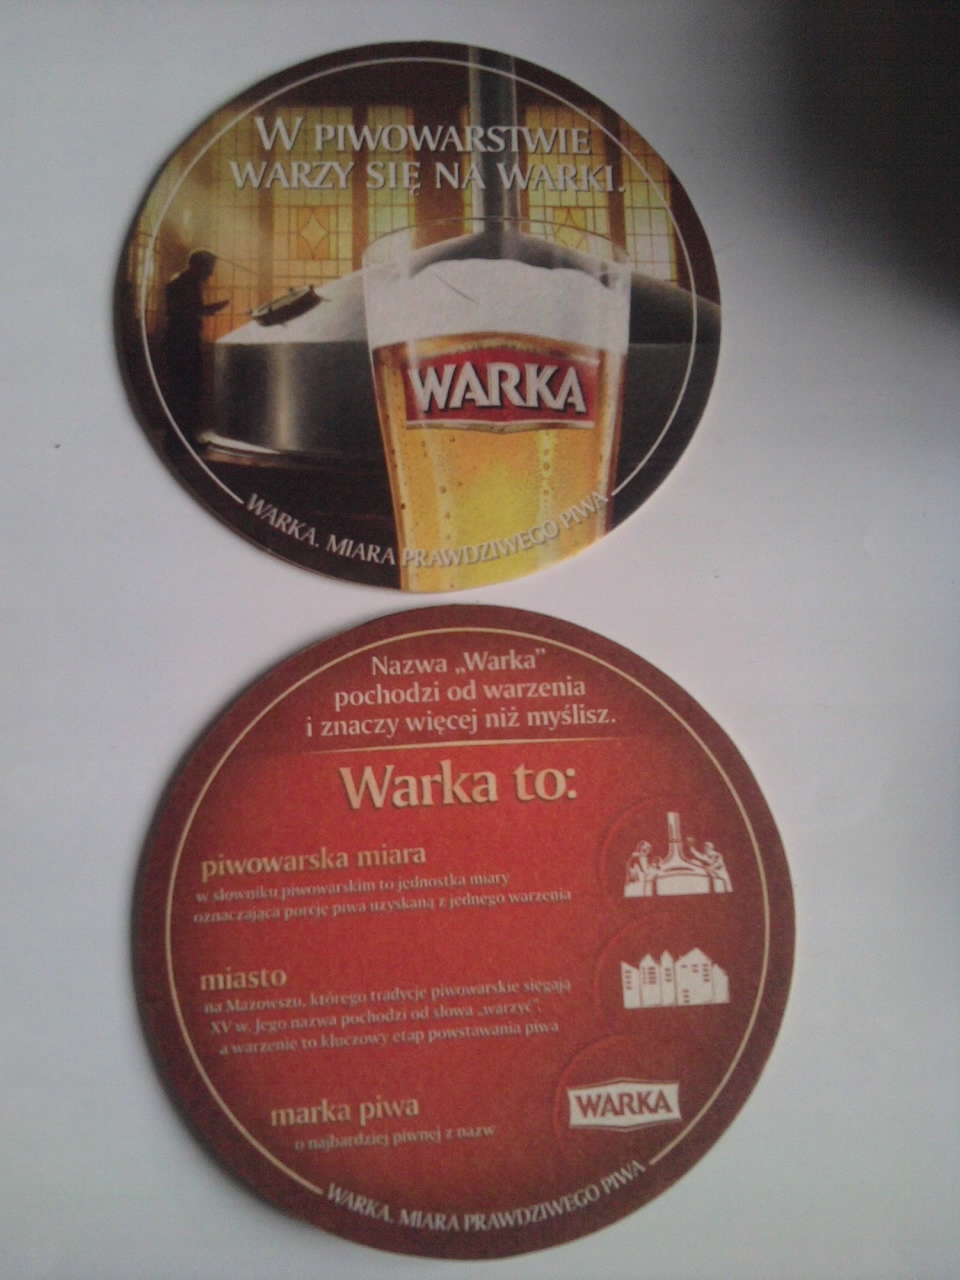 W PIWOWARSTWIE
WARZY SIĘ NA WARKI.
WARKA
WARKA. MIARA PRAWDZIWEGO PIWA
Nazwa „Warka”
pochodzi od warzenia
i znaczy więcej niż myślisz.
Warka to:
piwowarska miara
w słowniku piwowarskim to jednostka miary
oznaczająca porcję piwa uzyskaną z jednego warzenia
miasto
na Mazowszu, którego tradycje piwowarskie sięgają
XV w. Jego nazwa pochodzi od słowa „warzyć”,
a warzenie to kluczowy etap powstawania piwa
marka piwa
o najbardziej piwnej z nazw
WARKA
WARKA. MIARA PRAWDZIWEGO PIWA